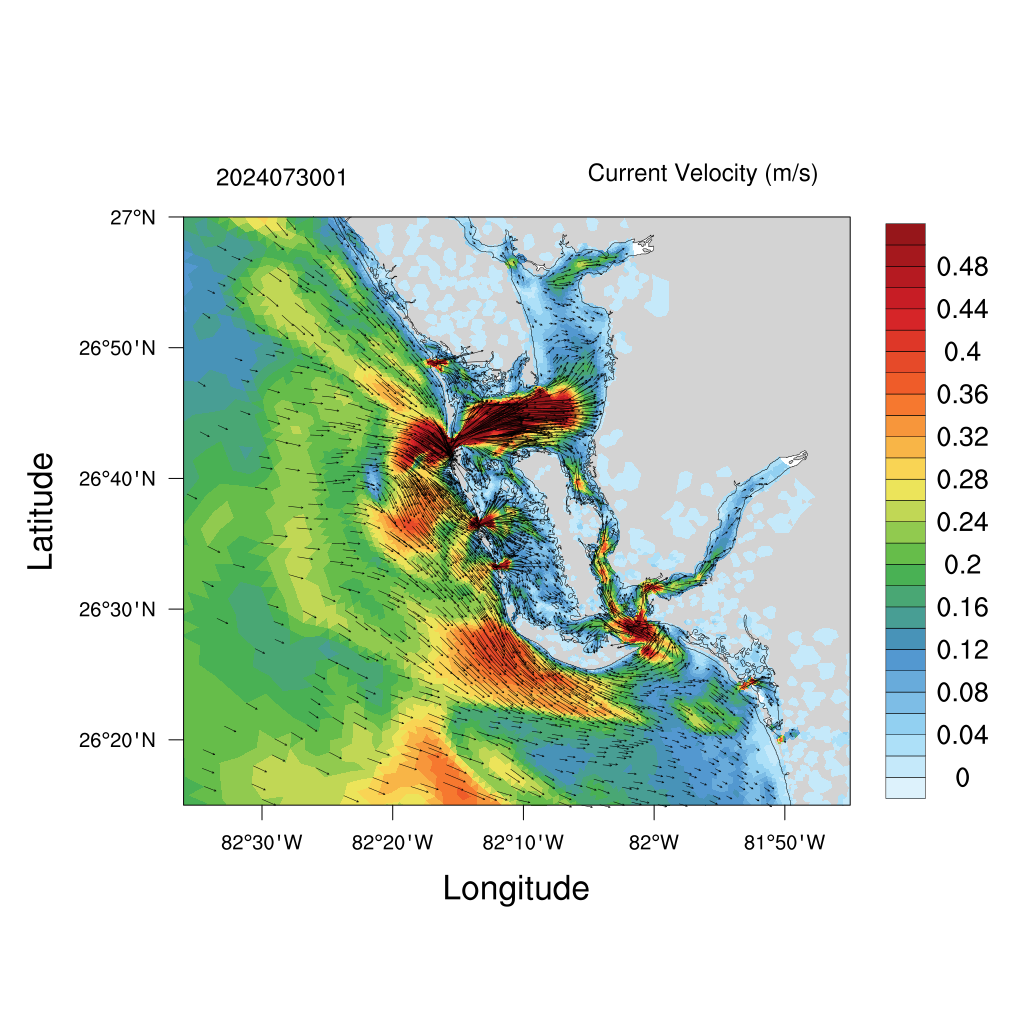 2024073001
Current Velocity (m/s)
27°N
26°50'N
26°40'N
26°30'N
26°20'N
Latitude
82°30'W
82°20'W
82°10'W
82°W
81°50'W
Longitude
0.48
0.44
0.4
0.36
0.32
0.28
0.24
0.2
0.16
0.12
0.08
0.04
0